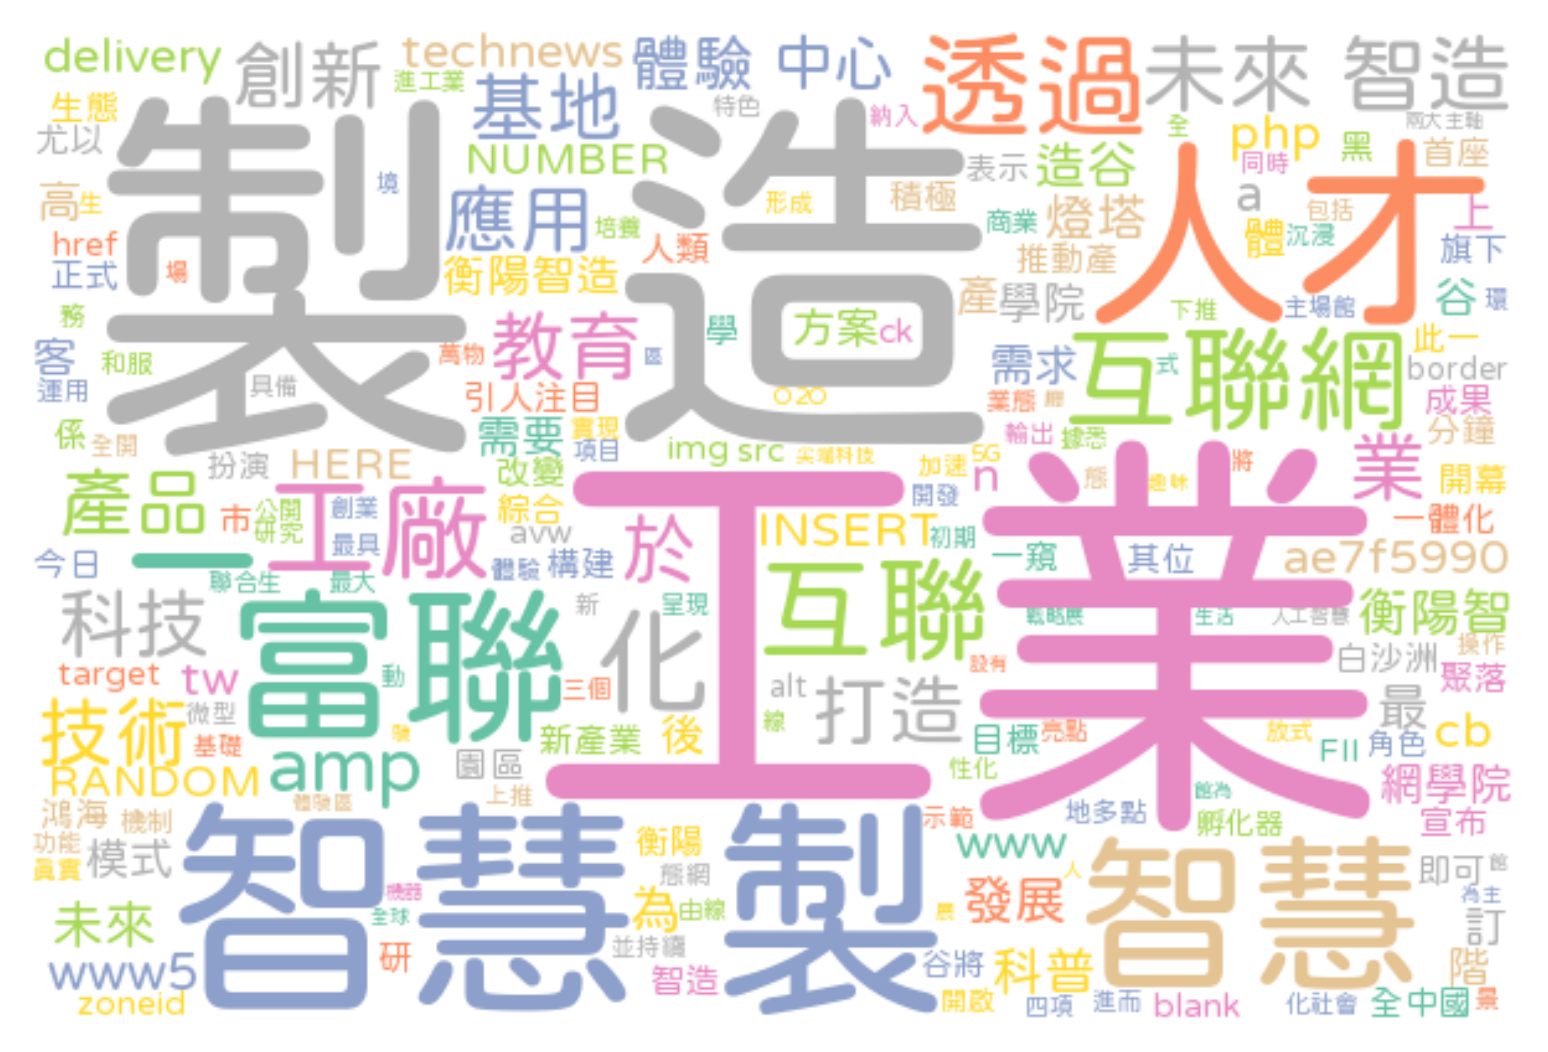 delivery
創新
technews
體驗
中心
透過
未來
智造
生態
進工業
基地
特色
納入
尤以
製造
NUMBER
表示
造谷
全
php
黑
兩大主軸
同時
首座
高
生
境
應用
培養
形成
積極
商業
燈塔
a
包括
上
人才
href
場
人類
體
沉浸
旗下
正式
衡陽智造
推動產
產
學院
下推
主場館
谷
環
務
客
和服
萬物
教育
區
學
方案
ck
需求
互聯網
式
此一
border
運用
具備
引人注目
O2O
業態
成果
係
全開
需要
實現
項目
img
src
尖端科技
輸出
據悉
分鐘
扮演
HERE
改變
加速
5G
n
將
業
開幕
產品
市
公開
研究
工廠
創業
綜合
開發
態
趣味
一體化
工業
最具
avw
於
INSERT
初期
一窺
其位
ae7f5990
今日
一
體驗
構建
聯合生
最大
科技
富聯
新
呈現
化
互聯
戰略展
生活
人工智慧
衡陽智
target
tw
動
三個
設有
白沙洲
操作
聚落
alt
打造
最
技術
微型
基礎
新產業
後
線
目標
亮點
放式
FII
角色
cb
RANDOM
amp
園區
性化
網學院
鴻海
機制
體驗區
上推
示範
地多點
館為
孵化器
宣布
功能
真實
模式
智慧製
衡陽
www
智慧
即可
館
機器
態網
人
為主
未來
全球
為
由線
展
發展
訂
www5
研
並持續
智造
谷將
科普
階
zoneid
開啟
四項
進而
blank
化社會
全中國
景